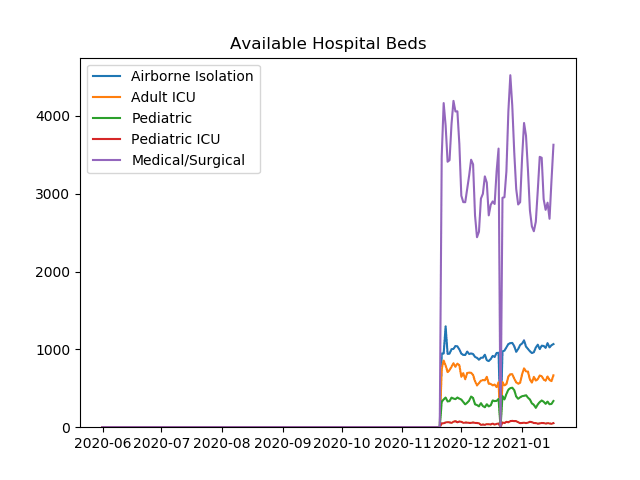 Available Hospital Beds
Airborne Isolation
Adult ICU
Pediatric
Pediatric ICU
Medical/Surgical
4000
3000
2000
1000
0
2020-06 2020-07 2020-08 2020-09 2020-10 2020-11 2020-12 2021-01